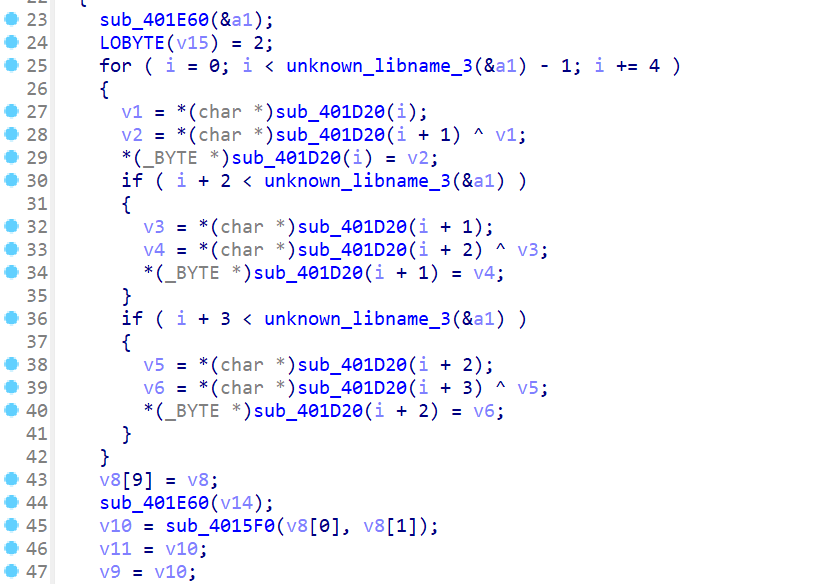 23 sub_401E60(&a1);
24 LOBYTE(v15) = 2;
25 for ( i = 0; i < unknown_libname_3(&a1) - 1; i += 4 )
26 {
27 v1 = *(char *)sub_401D20(i);
28 v2 = *(char *)sub_401D20(i + 1) ^ v1;
29 *(_BYTE *)sub_401D20(i) = v2;
30 if ( i + 2 < unknown_libname_3(&a1) )
31 {
32 v3 = *(char *)sub_401D20(i + 1);
33 v4 = *(char *)sub_401D20(i + 2) ^ v3;
34 *(_BYTE *)sub_401D20(i + 1) = v4;
35 }
36 if ( i + 3 < unknown_libname_3(&a1) )
37 {
38 v5 = *(char *)sub_401D20(i + 2);
39 v6 = *(char *)sub_401D20(i + 3) ^ v5;
40 *(_BYTE *)sub_401D20(i + 2) = v6;
41 }
42 }
43 v8[9] = v8;
44 sub_401E60(v14);
45 v10 = sub_4015F0(v8[0], v8[1]);
46 v11 = v10;
47 v9 = v10;